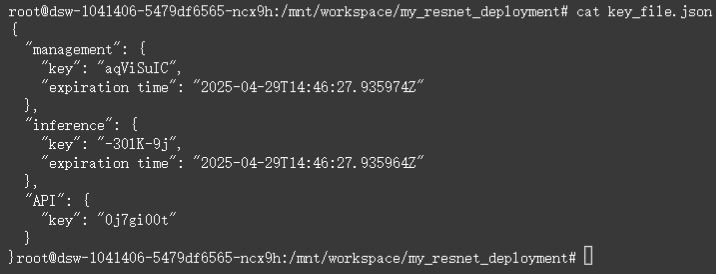 root@dsw-1041406-5479df6565-ncx9h:/mnt/workspace/my_resnet_deployment# cat key_file.json
{
  "management": {
    "key": "aqViSuIC",
    "expiration time": "2025-04-29T14:46:27.935974Z"
  },
  "inference": {
    "key": "-301K-9j",
    "expiration time": "2025-04-29T14:46:27.935964Z"
  },
  "API": {
    "key": "0j7gi00t"
  }
}root@dsw-1041406-5479df6565-ncx9h:/mnt/workspace/my_resnet_deployment#